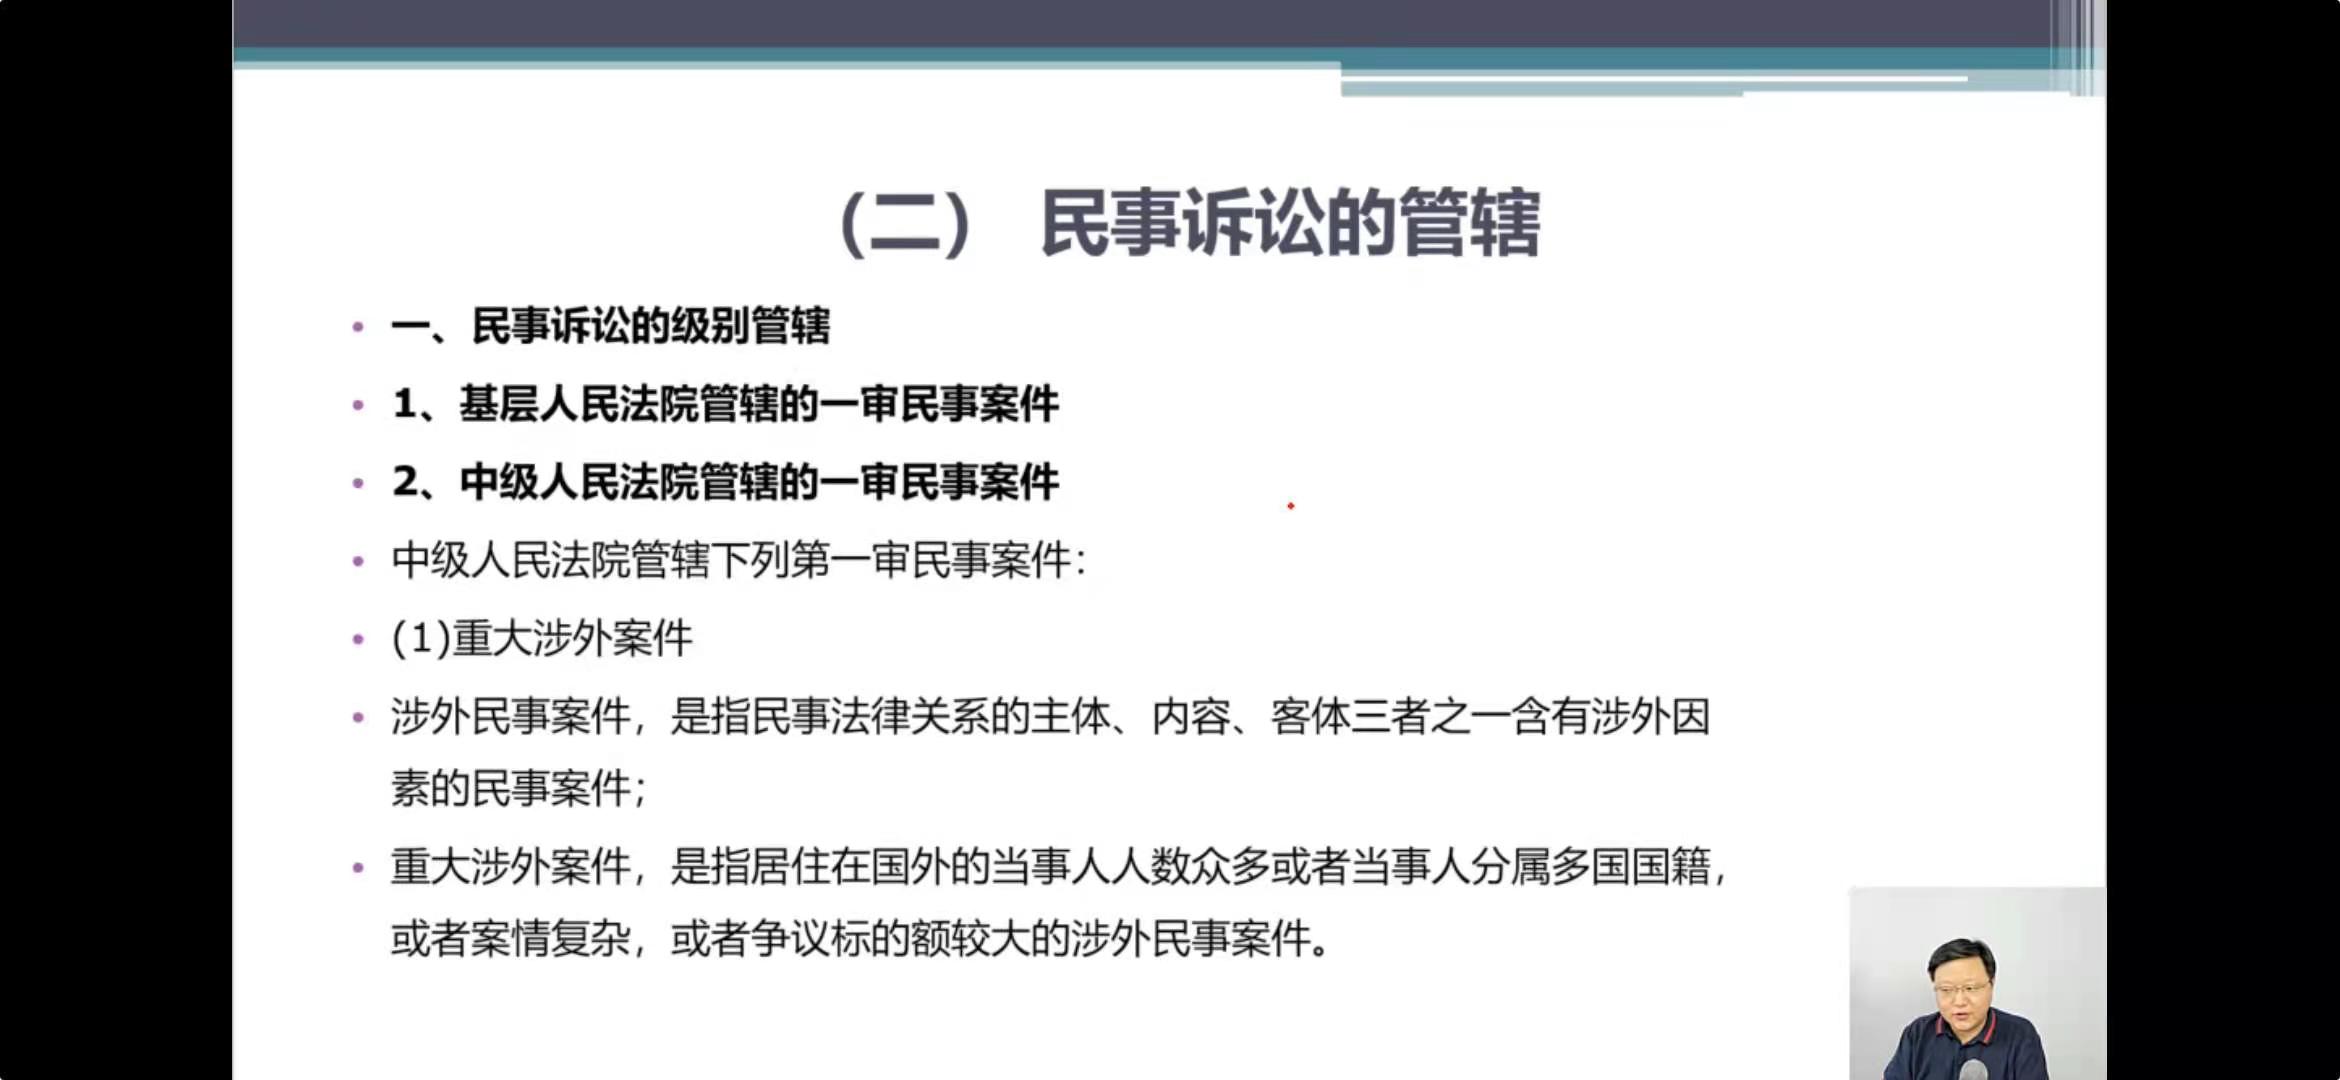 （二） 民事诉讼的管辖
• 一、民事诉讼的级别管辖
• 1、基层人民法院管辖的一审民事案件
• 2、中级人民法院管辖的一审民事案件
• 中级人民法院管辖下列第一审民事案件：
• (1)重大涉外案件
• 涉外民事案件，是指民事法律关系的主体、内容、客体三者之一含有涉外因
素的民事案件；
• 重大涉外案件，是指居住在国外的当事人人数众多或者当事人分属多国国籍，
或者案情复杂，或者争议标的额较大的涉外民事案件。